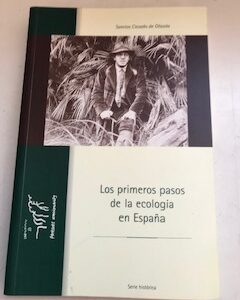 Santos Casado de Otaola
Los primeros pasos
de la ecología
en España
Serie histórica